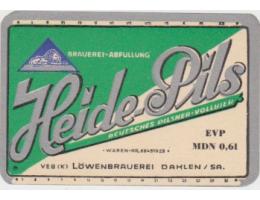 BRAUEREI-ABFÜLLUNG
Heide-Pils
DEUTSCHES PILSNER-VOLLBIER
EVP
MDN 0,61
VEB (K) LÖWENBRAUEREI DAHLEN / SA.